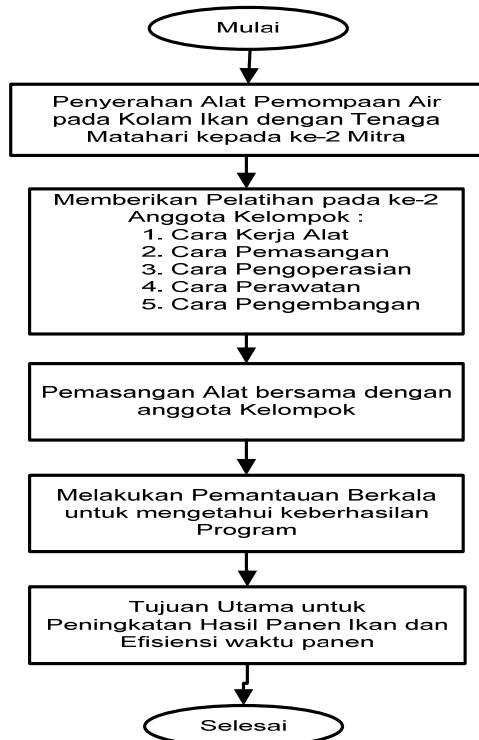 Mulai
Penyerahan Alat Pemompaan Air
pada Kolam Ikan dengan Tenaga
Matahari kepada ke-2 Mitra
Memberikan Pelatihan pada ke-2
Anggota Kelompok :
1. Cara Kerja Alat
2. Cara Pemasangan
3. Cara Pengoperasian
4. Cara Perawatan
5. Cara Pengembangan
Pemasangan Alat bersama dengan
anggota Kelompok
Melakukan Pemantauan Berkala
untuk mengetahui keberhasilan
Program
Tujuan Utama untuk
Peningkatan Hasil Panen Ikan dan
Efisiensi waktu panen
Selesai